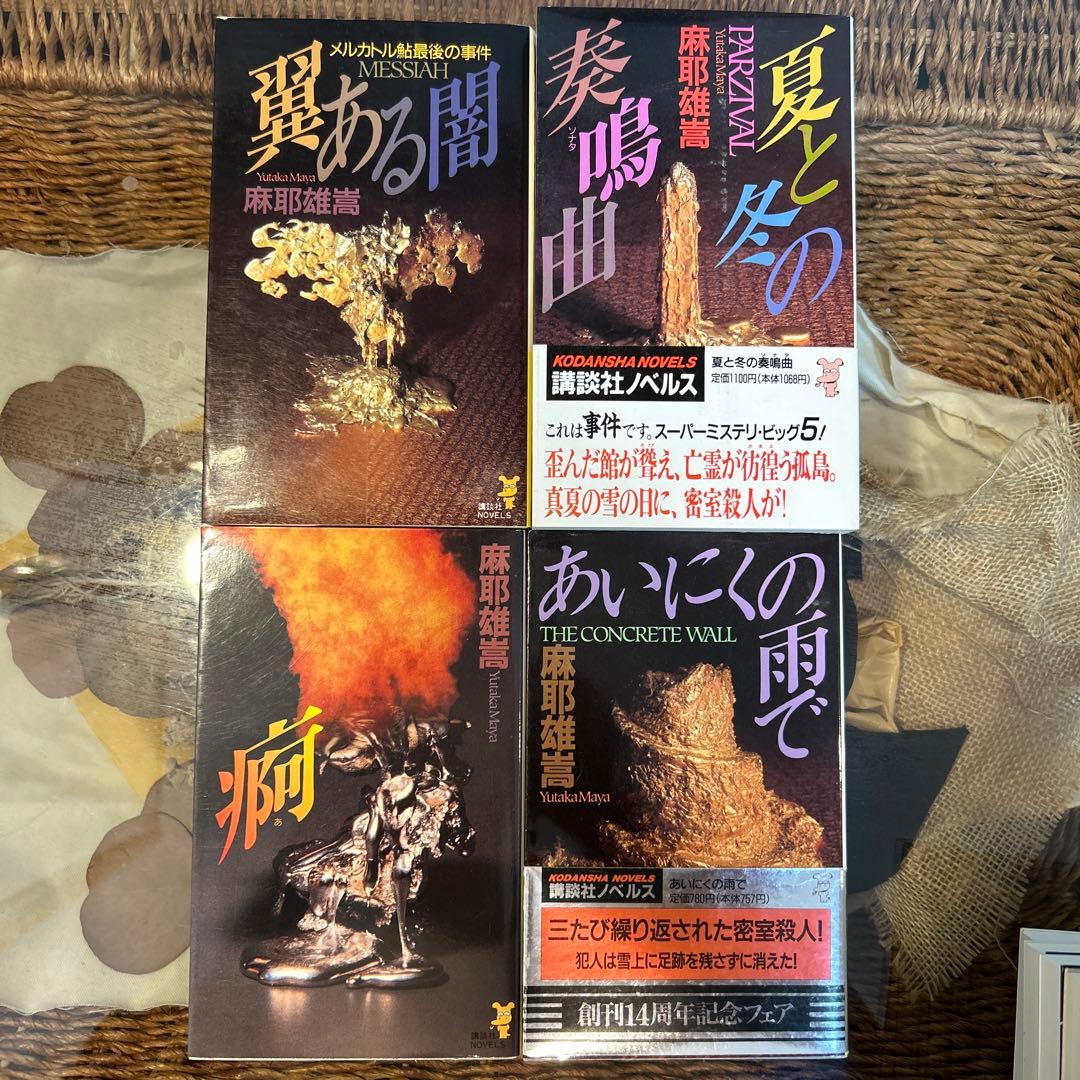 メルカトル鮎最後の事件
MESSIAH
翼ある闇
Yutaka Maya
麻耶雄嵩
講談社
NOVELS
夏と冬の
奏鳴曲
ソナタ
PARZIVAL
麻耶雄嵩
Yutaka Maya
KODANSHA NOVELS
講談社ノベルス
夏と冬の奏鳴曲
ソナタ
定価1100円(本体1068円)
これは事件です。スーパーミステリ・ビッグ5!
歪んだ館が聳え、亡霊が彷徨う孤島。
真夏の雪の日に、密室殺人が!
麻耶雄嵩
Yutaka Maya
痾
あ
講談社
NOVELS
あいにくの雨で
THE CONCRETE WALL
麻耶雄嵩
Yutaka Maya
KODANSHA NOVELS
講談社ノベルス
あいにくの雨で
定価780円(本体757円)
三たび繰り返された密室殺人!
犯人は雪上に足跡を残さずに消えた!
創刊14周年記念フェア